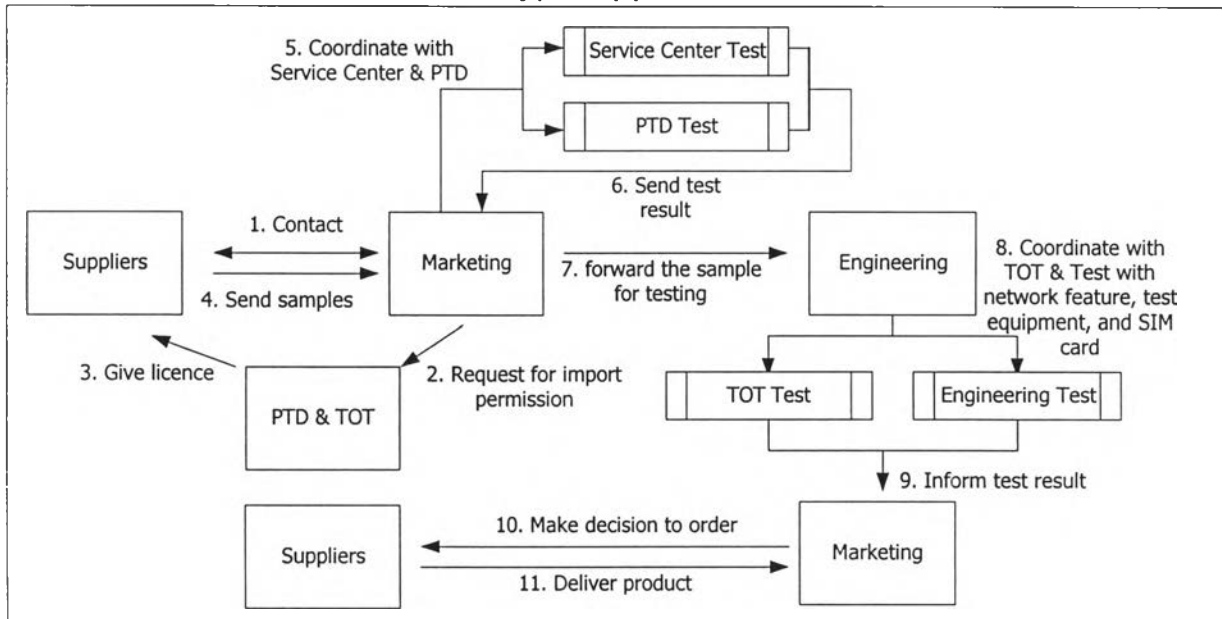 5. Coordinate with
Service Center & PTD
Service Center Test
PTD Test
6. Send test
result
Suppliers
1. Contact
4. Send samples
Marketing
7. forward the sample
for testing
Engineering
8. Coordinate with
TOT & Test with
network feature, test
equipment, and SIM
card
3. Give licence
PTD & TOT
2. Request for import
permission
TOT Test
Engineering Test
9. Inform test result
Suppliers
10. Make decision to order
11. Deliver product
Marketing